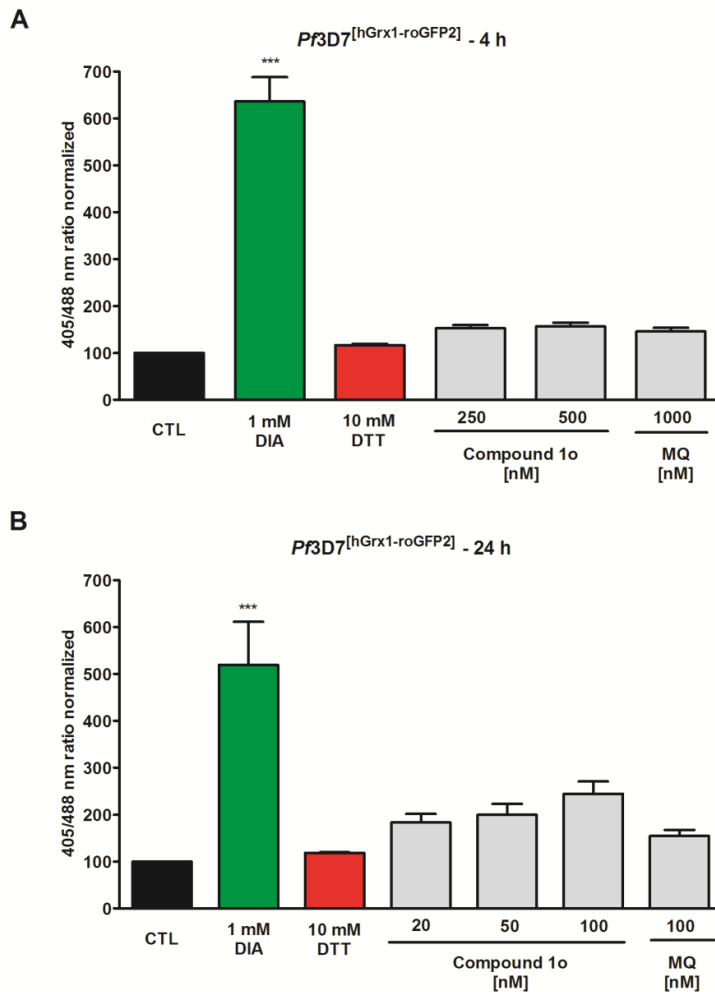 A
Pf3D7[hGrx1-roGFP2] - 4 h
***
700
600
500
400
300
200
100
0
405/488 nm ratio normalized
CTL
1 mM
DIA
10 mM
DTT
250
500
1000
Compound 1o
[nM]
MQ
[nM]
B
Pf3D7[hGrx1-roGFP2] - 24 h
***
700
600
500
400
300
200
100
0
405/488 nm ratio normalized
CTL
1 mM
DIA
10 mM
DTT
20
50
100
100
Compound 1o
[nM]
MQ
[nM]